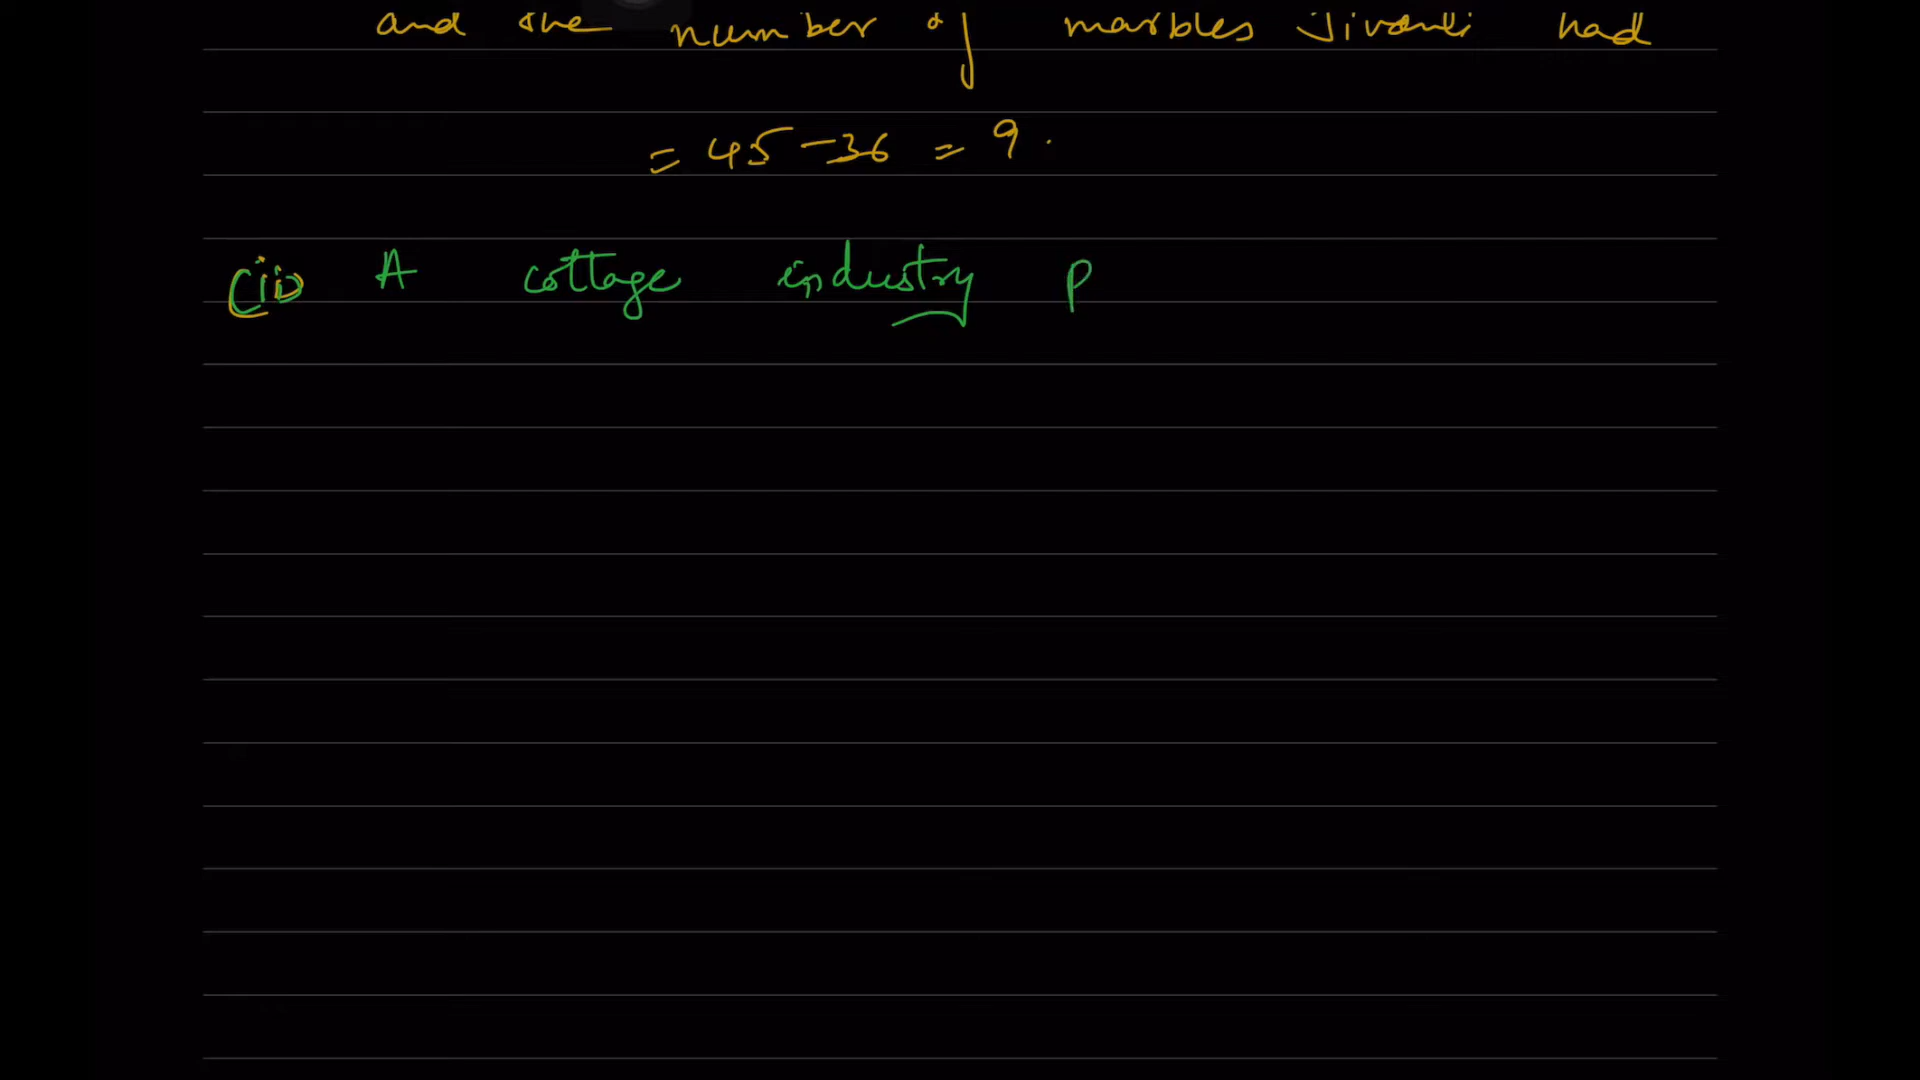 and the number of marbles Jivanti had
= 45 - 36 = 9.
(ii) A cottage industry p